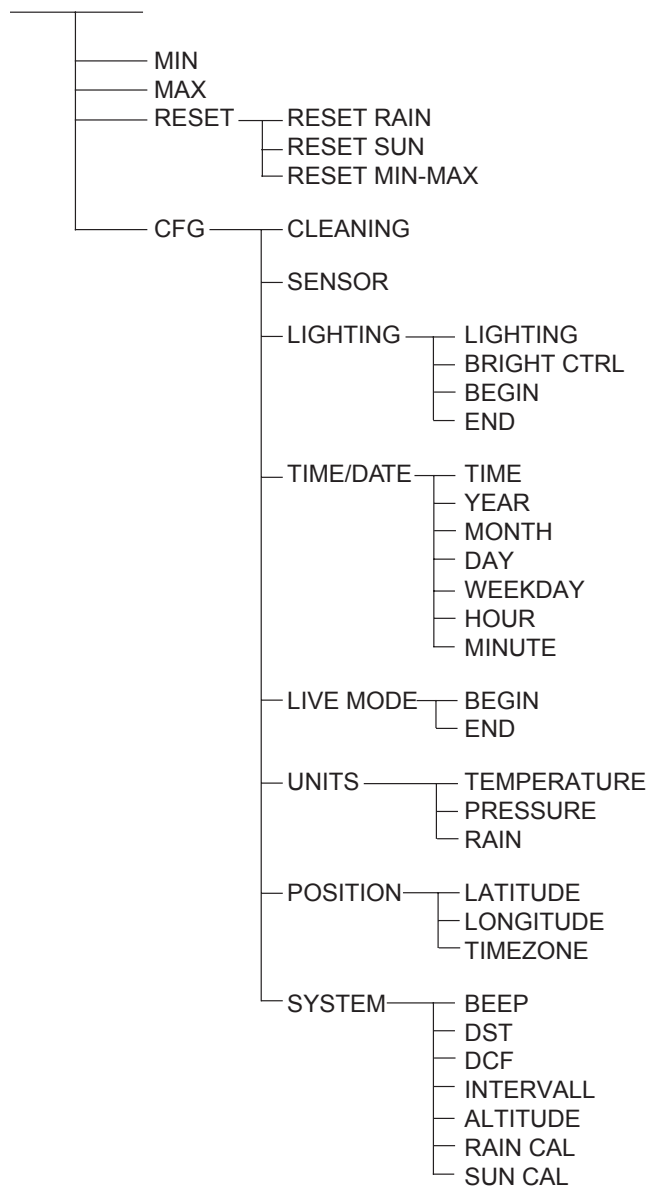 MIN
MAX
RESET RESET RAIN
RESET SUN
RESET MIN-MAX
CFG CLEANING
SENSOR
LIGHTING LIGHTING
BRIGHT CTRL
BEGIN
END
TIME/DATE TIME
YEAR
MONTH
DAY
WEEKDAY
HOUR
MINUTE
LIVE MODE BEGIN
END
UNITS TEMPERATURE
PRESSURE
RAIN
POSITION LATITUDE
LONGITUDE
TIMEZONE
SYSTEM BEEP
DST
DCF
INTERVALL
ALTITUDE
RAIN CAL
SUN CAL